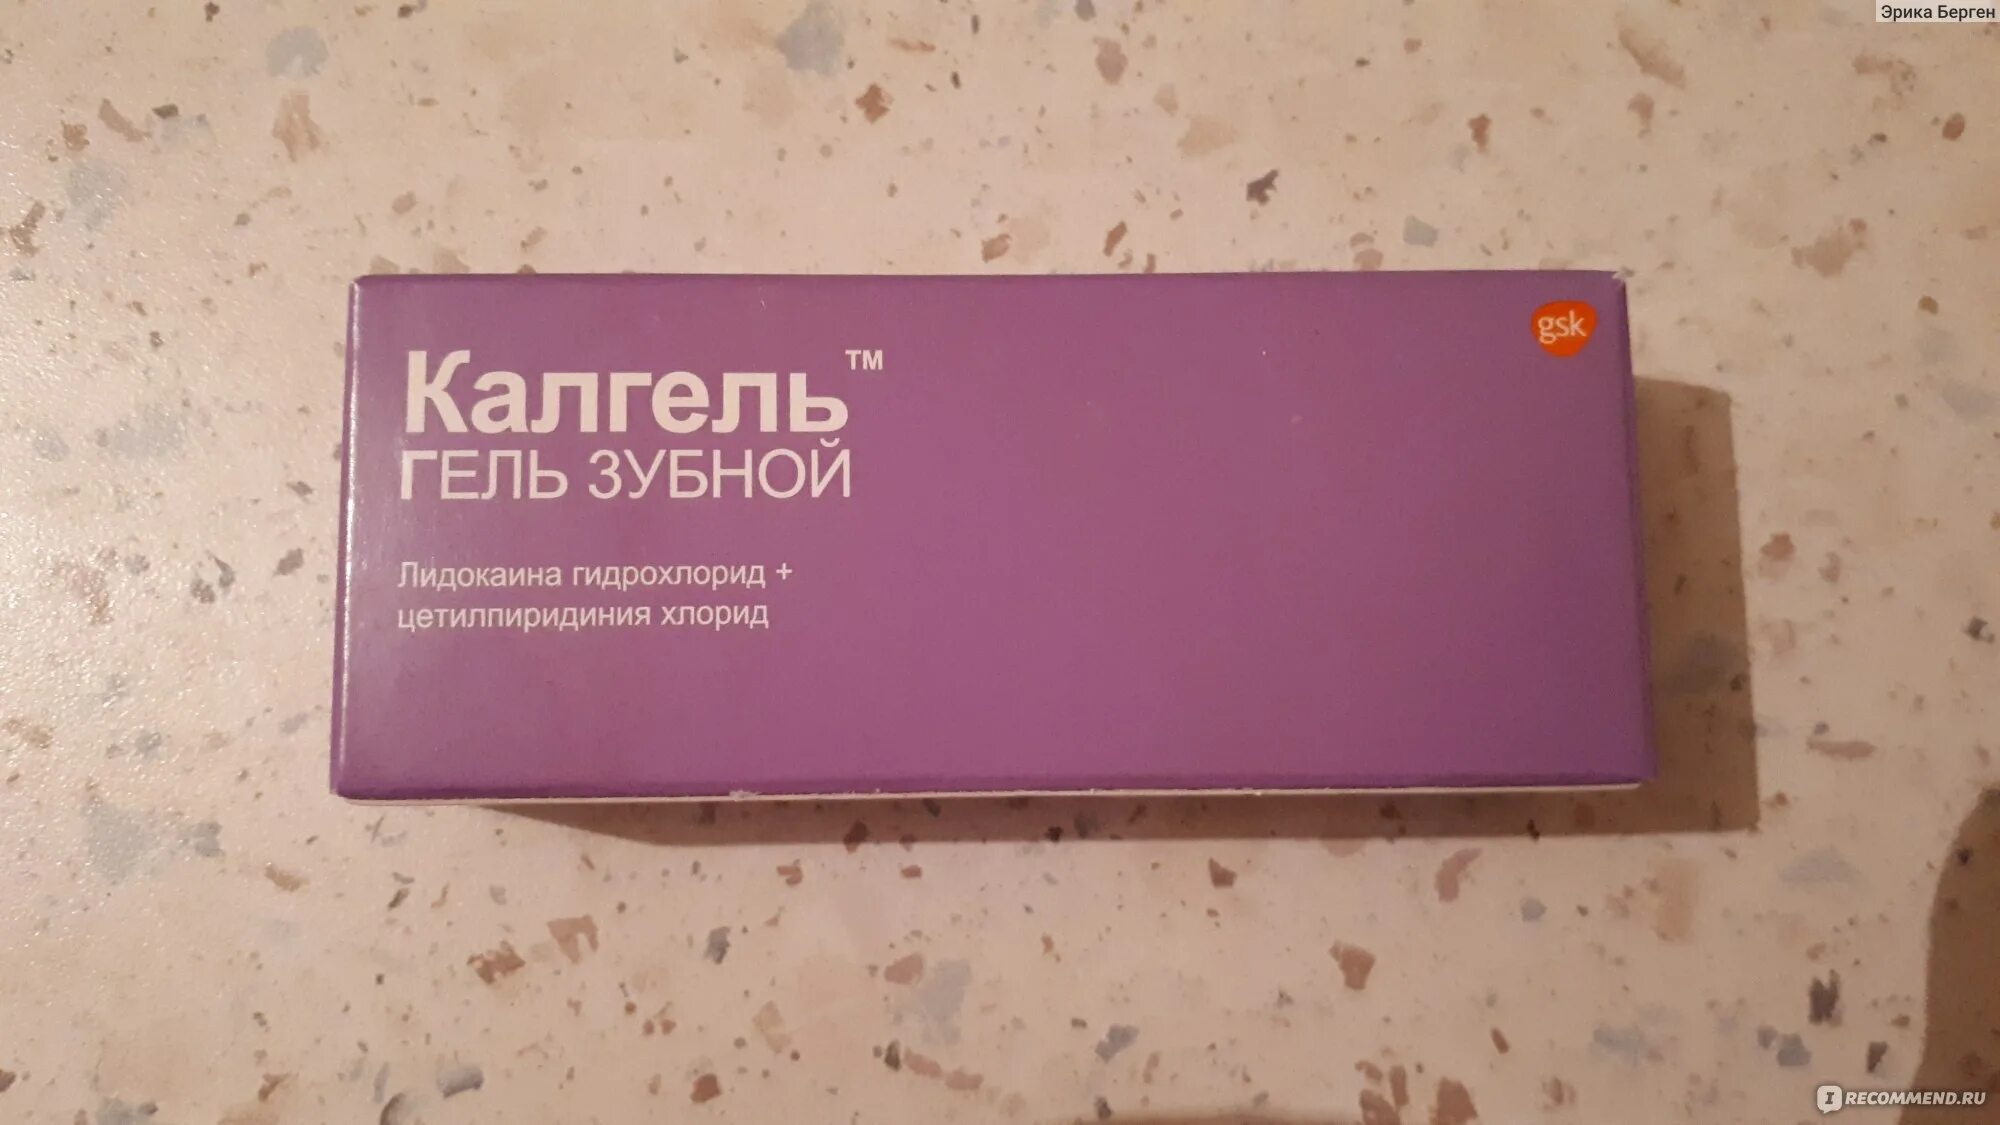 Эрика Берген
gsk
Калгель™
ГЕЛЬ ЗУБНОЙ
Лидокаина гидрохлорид +
цетилпиридиния хлорид
I RECOMMEND.RU